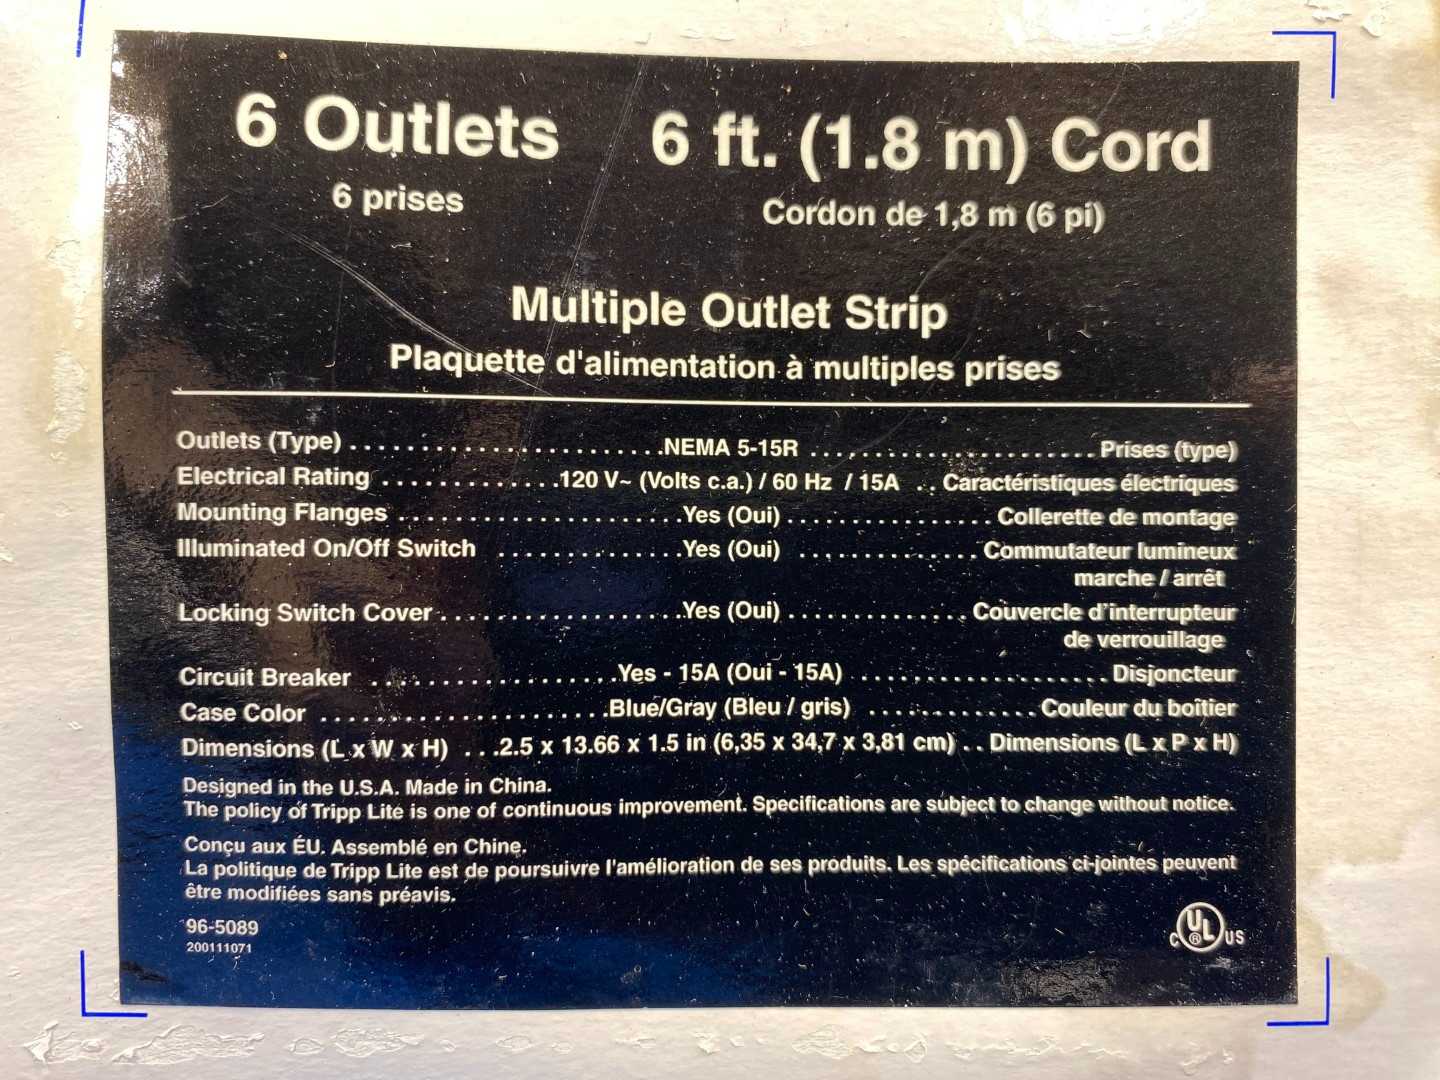 6 Outlets 6 ft. (1.8 m) Cord
6 prises Cordon de 1,8 m (6 pi)
Multiple Outlet Strip
Plaquette d'alimentation à multiples prises
Outlets (Type) .......................NEMA 5-15R ...................... Prises (type)
Electrical Rating .............120 V~ (Volts c.a.) / 60 Hz / 15A .. Caractéristiques électriques
Mounting Flanges .....................Yes (Oui)................ Collerette de montage
Illuminated On/Off Switch ..............Yes (Oui) .............. Commutateur lumineux
marche / arrêt
Locking Switch Cover..................Yes (Oui).............. Couvercle d'interrupteur
de verrouillage
Circuit Breaker ..................Yes - 15A (Oui - 15A) ................... Disjoncteur
Case Color ......................Blue/Gray (Bleu / gris) ............. Couleur du boîtier
Dimensions (L x W x H) ...2.5 x 13.66 x 1.5 in (6,35 x 34,7 x 3,81 cm).. Dimensions (L x P x H)
Designed in the U.S.A. Made in China.
The policy of Tripp Lite is one of continuous improvement. Specifications are subject to change without notice.
Conçu aux ÉU. Assemblé en Chine.
La politique de Tripp Lite est de poursuivre l'amélioration de ses produits. Les spécifications ci-jointes peuvent
être modifiées sans préavis.
96-5089
200111071
C UL® US